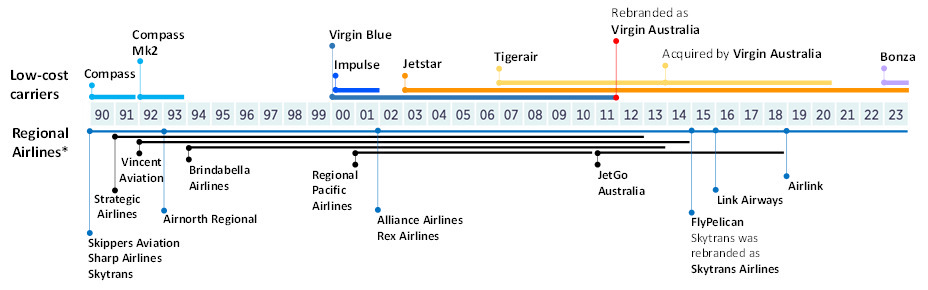 Rebranded as
Virgin Australia
Compass
Mk2
Virgin Blue
Acquired by Virgin Australia
Tigerair
Bonza
Impulse
Jetstar
Low-cost
carriers
Compass
90 91 92 93 94 95 96 97 98 99 00 01 02 03 04 05 06 07 08 09 10 11 12 13 14 15 16 17 18 19 20 21 22 23
Regional
Airlines*
Vincent
Aviation
Brindabella
Airlines
Regional
Pacific
Airlines
JetGo
Australia
Airlink
Strategic
Airlines
Link Airways
Airnorth Regional
Alliance Airlines
Rex Airlines
FlyPelican
Skytrans was
rebranded as
Skytrans Airlines
Skippers Aviation
Sharp Airlines
Skytrans